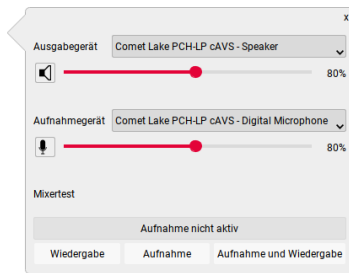 x
Ausgabegerät Comet Lake PCH-LP cAVS - Speaker
80%
Aufnahmegerät Comet Lake PCH-LP cAVS - Digital Microphone
80%
Mixertest
Aufnahme nicht aktiv
Wiedergabe Aufnahme Aufnahme und Wiedergabe